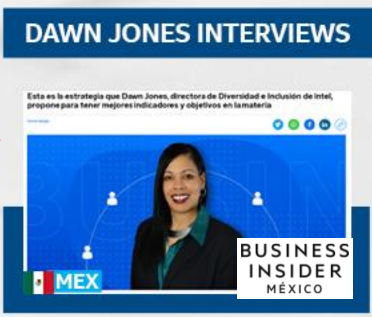 DAWN JONES INTERVIEWS
Esta es la estrategia que Dawn Jones, directora de Diversidad e Inclusión de Intel,
propone para tener mejores indicadores y objetivos en la materia
MEX
BUSINESS
INSIDER
MÉXICO